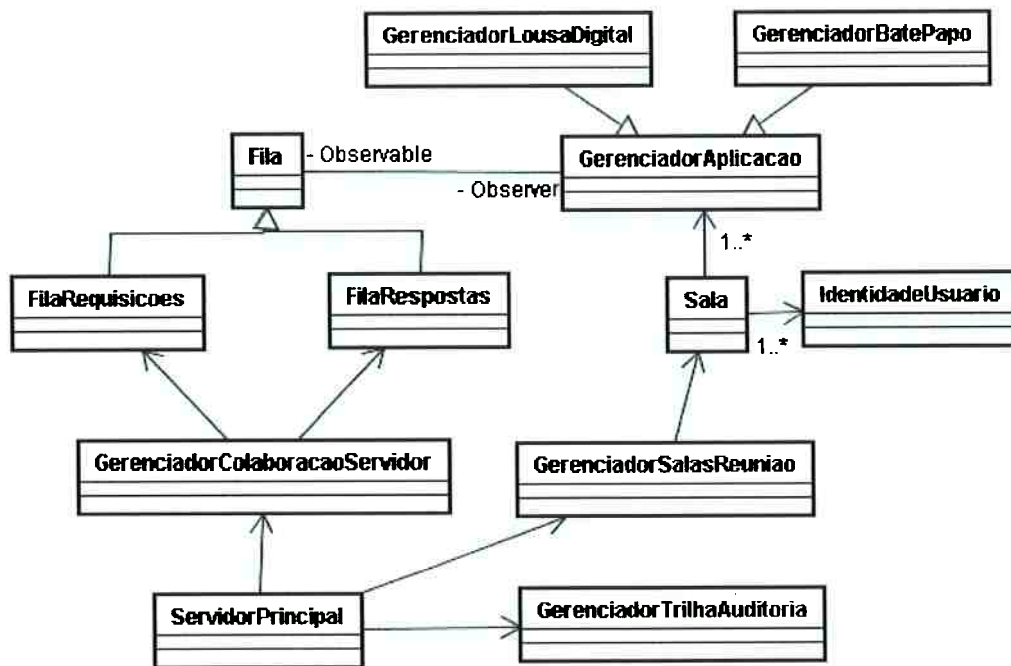 GerenciadorLousaDigital
GerenciadorBatePapo
Fila
- Observable
GerenciadorAplicacao
- Observer
1..*
FilaRequisicoes
FilaRespostas
Sala
IdentidadeUsuario
1..*
GerenciadorColaboracaoServidor
GerenciadorSalasReuniao
ServidorPrincipal
GerenciadorTrilhaAuditoria